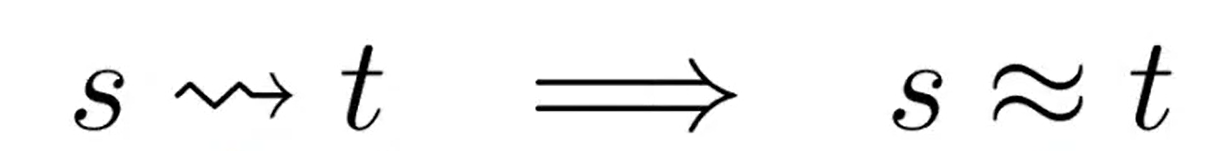 s ⇝ t ⟹ s ≈ t